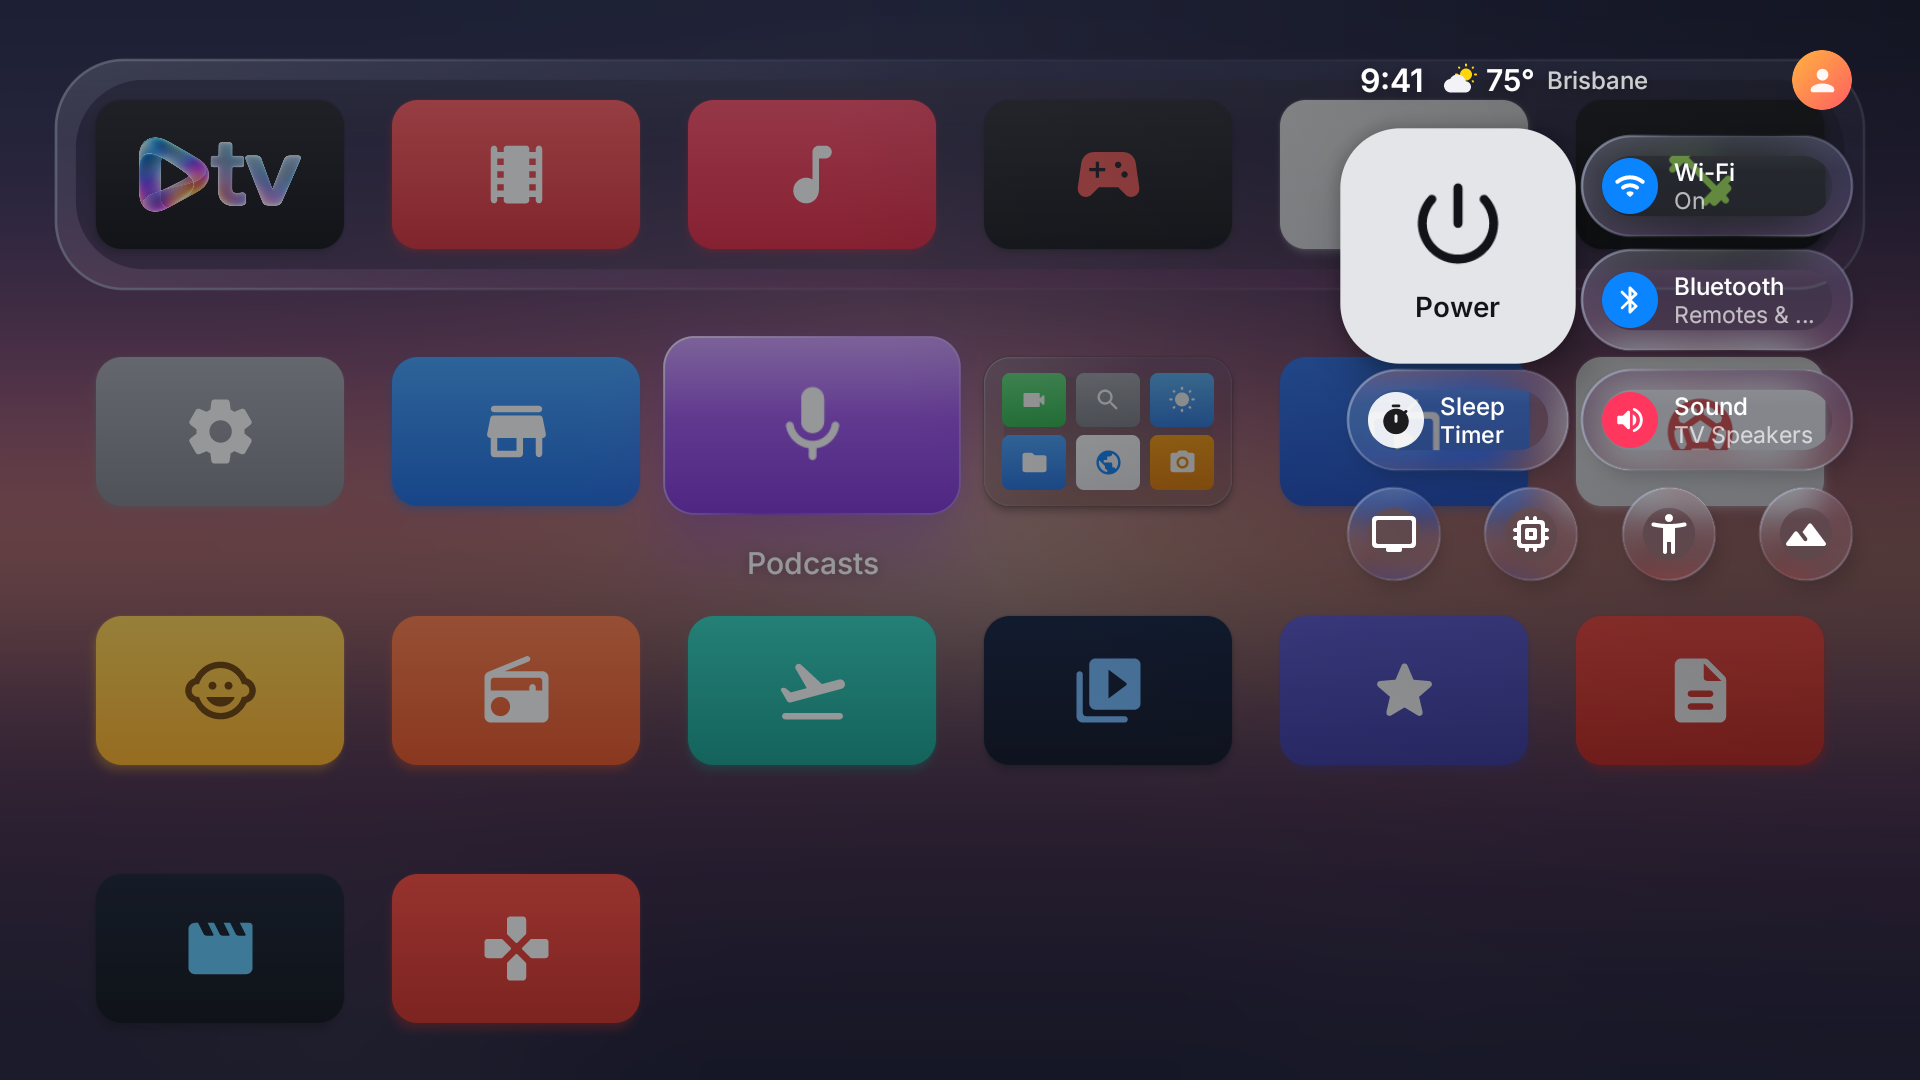 9:41 75° Brisbane
tv
Power
Wi-Fi
On
Bluetooth
Remotes & ...
Sleep
Timer
Sound
TV Speakers
Podcasts